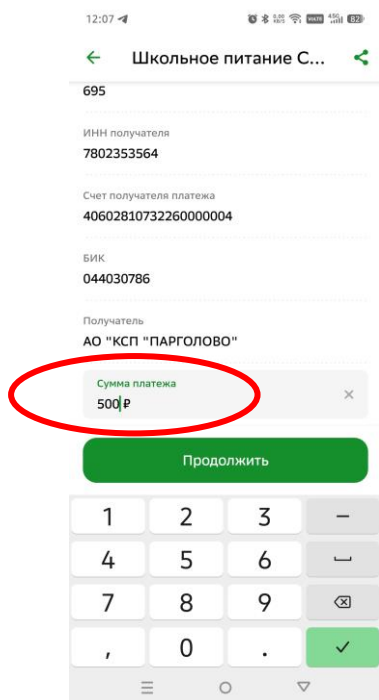 12:07
Школьное питание С...
695
ИНН получателя
7802353564
Счет получателя платежа
40602810732260000004
БИК
044030786
Получатель
АО "КСП "ПАРГОЛОВО"
Сумма платежа
500 ₽
Продолжить
1 2 3 –
4 5 6
7 8 9
, 0 .